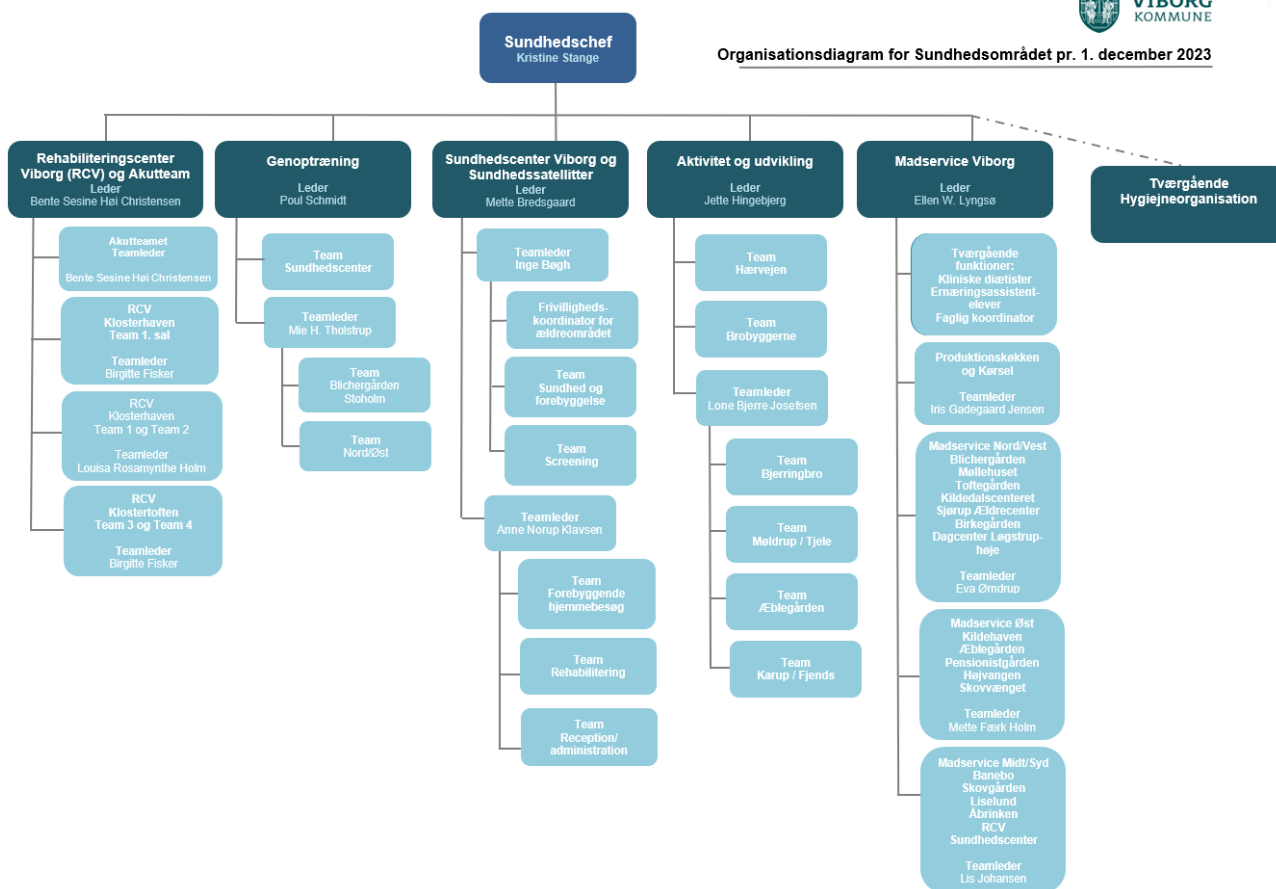 VIBORG
KOMMUNE
Organisationsdiagram for Sundhedsområdet pr. 1. december 2023
Sundhedschef
Kristine Stange
Rehabiliteringscenter
Viborg (RCV) og Akutteam
Leder
Bente Sesine Høi Christensen
Akutteamet
Teamleder
Bente Sesine Høi Christensen
RCV
Klosterhaven
Team 1. sal
Teamleder
Birgitte Fisker
RCV
Klosterhaven
Team 1 og Team 2
Teamleder
Louisa Rosamynthe Holm
RCV
Klostertoften
Team 3 og Team 4
Teamleder
Birgitte Fisker
Genoptræning
Leder
Poul Schmidt
Team
Sundhedscenter
Teamleder
Mie H. Tholstrup
Team
Blichergården
Stoholm
Team
Nord/Øst
Sundhedscenter Viborg og
Sundhedssatellitter
Leder
Mette Bredsgaard
Teamleder
Inge Bøgh
Frivilligheds-
koordinator for
ældreområdet
Team
Sundhed og
forebyggelse
Team
Screening
Teamleder
Anne Norup Klavsen
Team
Forebyggende
hjemmebesøg
Team
Rehabilitering
Team
Reception/
administration
Aktivitet og udvikling
Leder
Jette Hingebjerg
Team
Hærvejen
Team
Brobyggerne
Teamleder
Lone Bjerre Josefsen
Team
Bjerringbro
Team
Møldrup / Tjele
Team
Æblegården
Team
Karup / Fjends
Madservice Viborg
Leder
Ellen W. Lyngsø
Tværgående
funktioner:
Kliniske diætister
Ernæringsassistent-
elever
Faglig koordinator
Produktionskøkken
og Kørsel
Teamleder
Iris Gadegaard Jensen
Madservice Nord/Vest
Blichergården
Møllehuset
Toftegården
Kildedalscenteret
Sjørup Ældrecenter
Birkegården
Dagcenter Løgstrup-
høje
Teamleder
Eva Ørndrup
Madservice Øst
Kildehaven
Æblegården
Pensionistgården
Højvangen
Skovvænget
Teamleder
Mette Færk Holm
Madservice Midt/Syd
Banebo
Skovgården
Liselund
Åbrinken
RCV
Sundhedscenter
Teamleder
Lis Johansen
Tværgående
Hygiejneorganisation